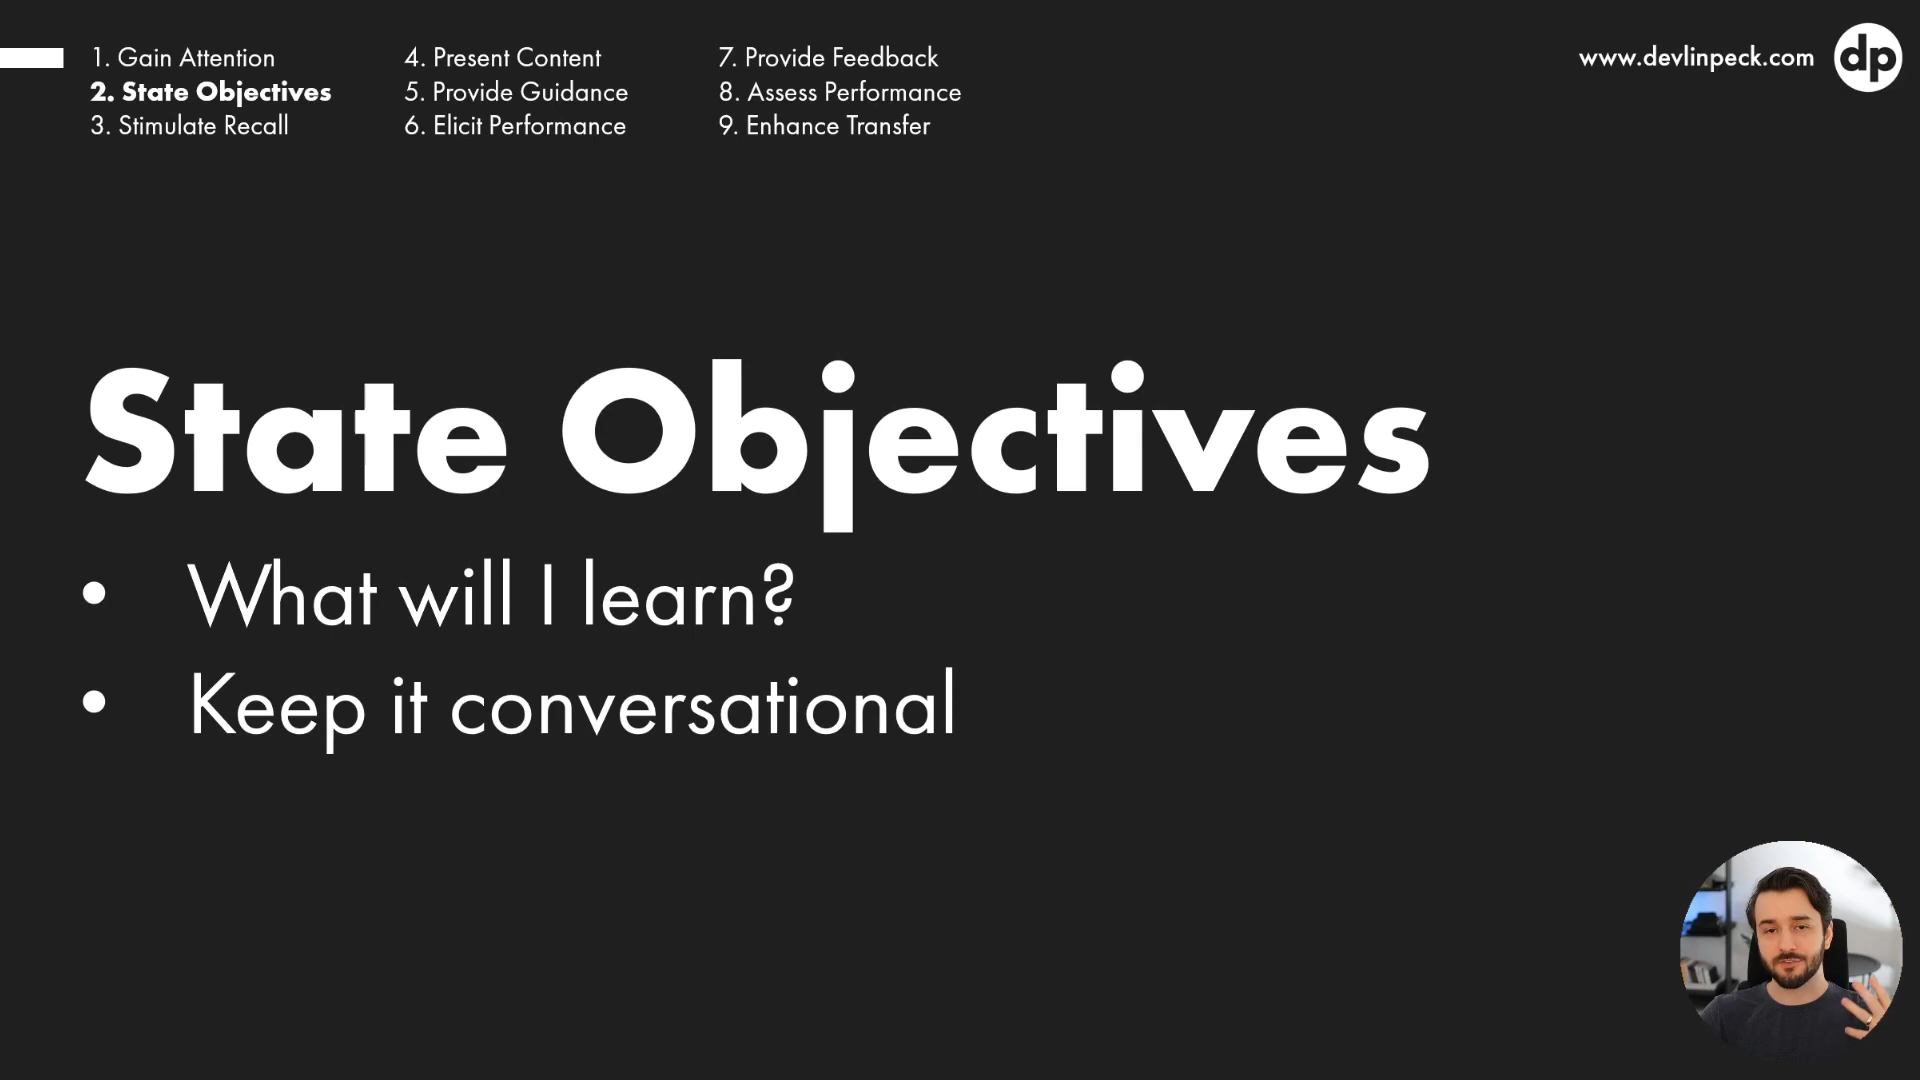 1. Gain Attention
2. State Objectives
3. Stimulate Recall
4. Present Content
5. Provide Guidance
6. Elicit Performance
7. Provide Feedback
8. Assess Performance
9. Enhance Transfer
www.devlinpeck.com
dp
State Objectives
• What will I learn?
• Keep it conversational